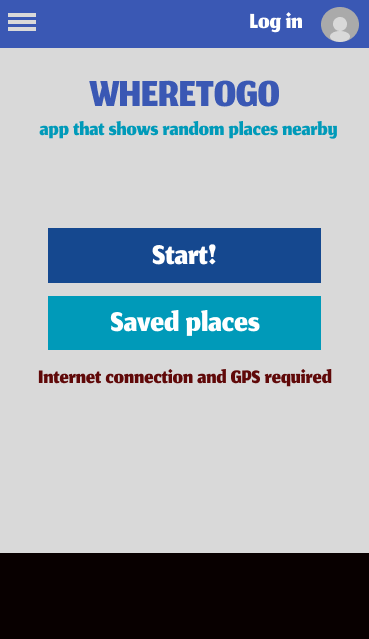 Log in
WHERETOGO
app that shows random places nearby
Start!
Saved places
Internet connection and GPS required